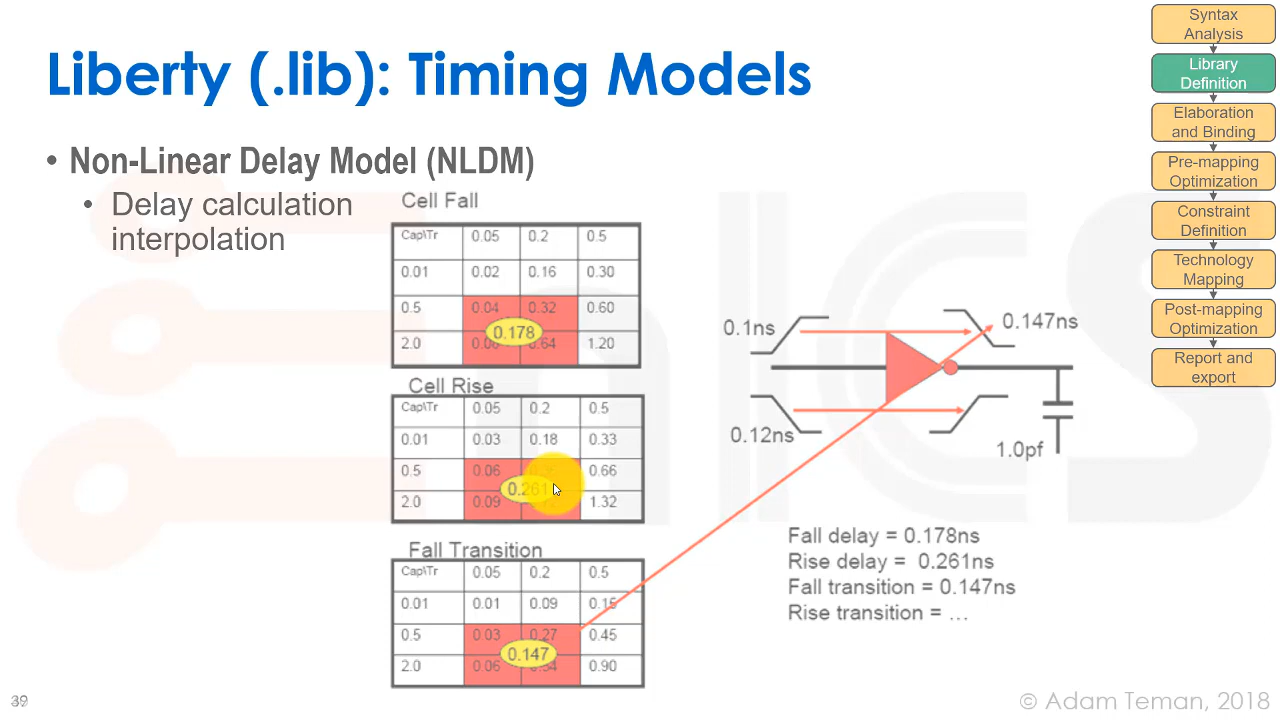 Liberty (.lib): Timing Models
• Non-Linear Delay Model (NLDM)
• Delay calculation
interpolation
Cell Fall
Cap\Tr 0.05 0.2 0.5
0.01 0.02 0.16 0.30
0.5 0.04 0.32 0.60
0.178
2.0 0.64 1.20
Cell Rise
Cap\Tr 0.05 0.2 0.5
0.01 0.03 0.18 0.33
0.5 0.06 0.66
0.261
2.0 0.09 1.32
Fall Transition
Cap\Tr 0.05 0.2 0.5
0.01 0.01 0.09 0.15
0.5 0.03 0.27 0.45
0.147
2.0 0.06 0.90
0.1ns
0.147ns
0.12ns
1.0pf
Fall delay = 0.178ns
Rise delay = 0.261ns
Fall transition = 0.147ns
Rise transition = …
Syntax
Analysis
Library
Definition
Elaboration
and Binding
Pre-mapping
Optimization
Constraint
Definition
Technology
Mapping
Post-mapping
Optimization
Report and
export
© Adam Teman, 2018